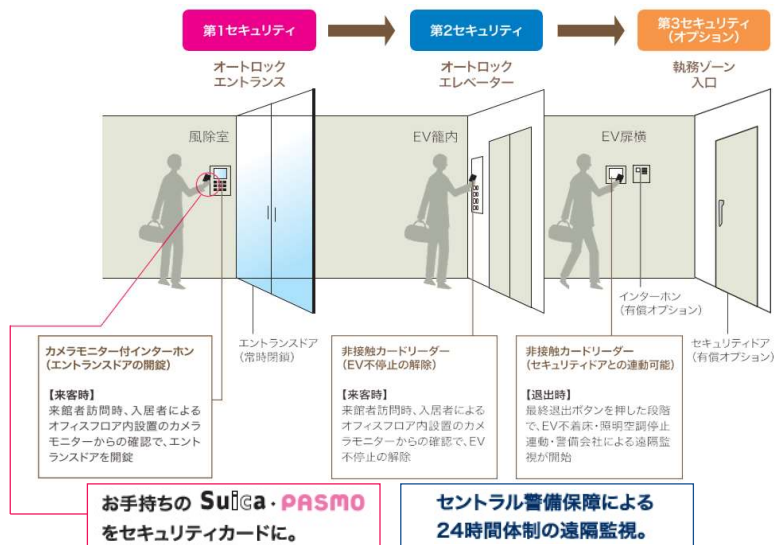 第1セキュリティ
第2セキュリティ
第3セキュリティ
(オプション)
オートロック
エントランス
オートロック
エレベーター
執務ゾーン
入口
風除室
EV籠内
EV扉横
エントランスドア
(常時閉鎖)
インターホン
(有償オプション)
セキュリティドア
(有償オプション)
カメラモニター付インターホン
(エントランスドアの開錠)
【来客時】
来館者訪問時、入居者による
オフィスフロア内設置のカメラ
モニターからの確認で、エント
ランスドアを開錠
非接触カードリーダー
(EV不停止の解除)
【来客時】
来館者訪問時、入居者による
オフィスフロア内設置のカメ
ラモニターからの確認で、EV
不停止の解除
非接触カードリーダー
(セキュリティドアとの連動可能)
【退出時】
最終退出ボタンを押した段階
で、EV不着床・照明空調停止
連動・警備会社による遠隔監
視が開始
お手持ちの Suica・PASMO
をセキュリティカードに。
セントラル警備保障による
24時間体制の遠隔監視。